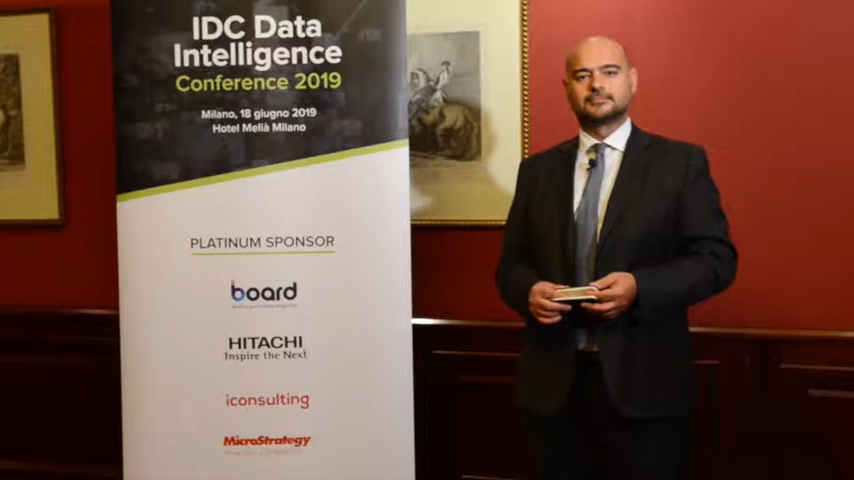 IDC Data
Intelligence
Conference 2019
Milano, 18 giugno 2019
Hotel Melià Milano
PLATINUM SPONSOR
board
HITACHI
Inspire the Next
iconsulting
MicroStrategy